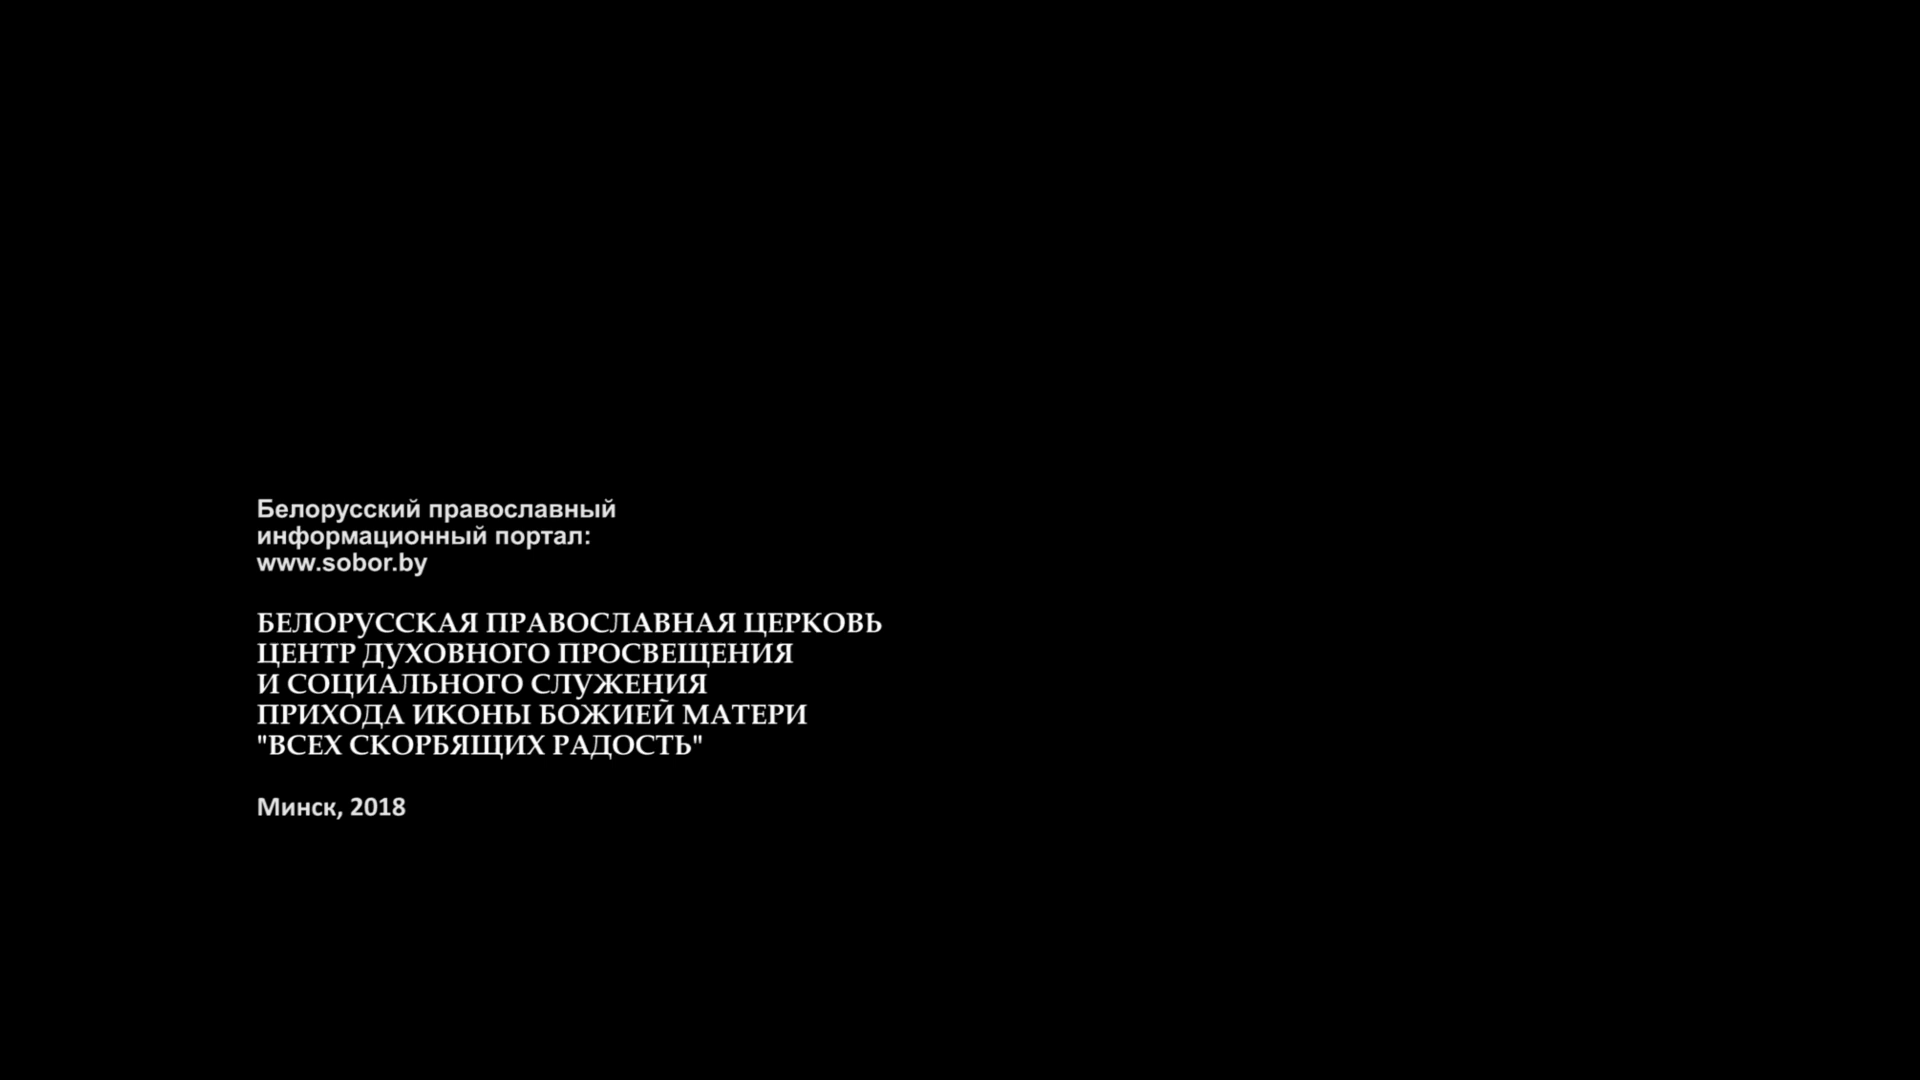 Белорусский православный
информационный портал:
www.sobor.by
БЕЛОРУССКАЯ ПРАВОСЛАВНАЯ ЦЕРКОВЬ
ЦЕНТР ДУХОВНОГО ПРОСВЕЩЕНИЯ
И СОЦИАЛЬНОГО СЛУЖЕНИЯ
ПРИХОДА ИКОНЫ БОЖИЕЙ МАТЕРИ
"ВСЕХ СКОРБЯЩИХ РАДОСТЬ"
Минск, 2018